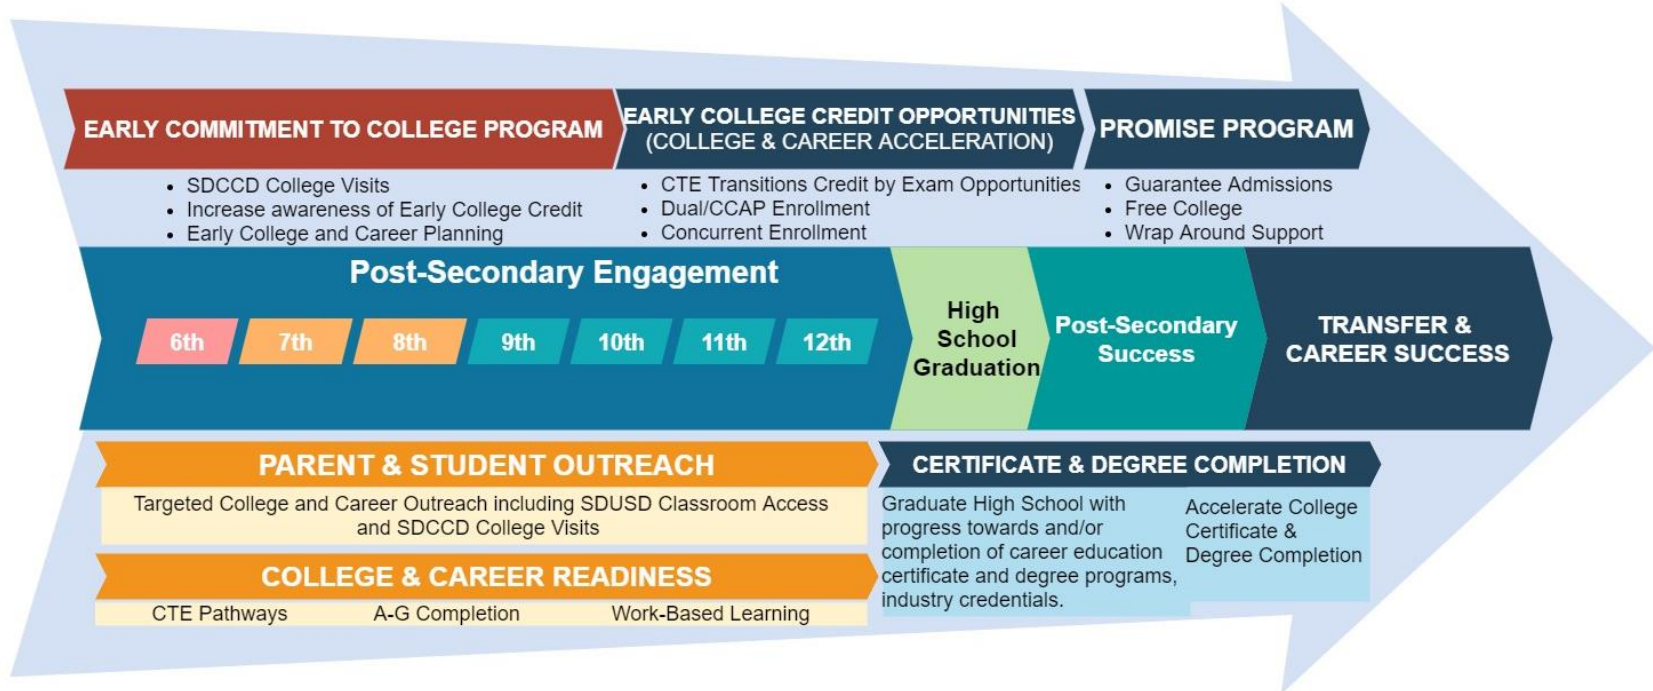 EARLY COMMITMENT TO COLLEGE PROGRAM
EARLY COLLEGE CREDIT OPPORTUNITIES
(COLLEGE & CAREER ACCELERATION)
PROMISE PROGRAM
• SDCCD College Visits
• Increase awareness of Early College Credit
• Early College and Career Planning
• CTE Transitions Credit by Exam Opportunities
• Dual/CCAP Enrollment
• Concurrent Enrollment
• Guarantee Admissions
• Free College
• Wrap Around Support
Post-Secondary Engagement
6th
7th
8th
9th
10th
11th
12th
High
School
Graduation
Post-Secondary
Success
TRANSFER &
CAREER SUCCESS
PARENT & STUDENT OUTREACH
Targeted College and Career Outreach including SDUSD Classroom Access
and SDCCD College Visits
COLLEGE & CAREER READINESS
CTE Pathways
A-G Completion
Work-Based Learning
CERTIFICATE & DEGREE COMPLETION
Graduate High School with
progress towards and/or
completion of career education
certificate and degree programs,
industry credentials.
Accelerate College
Certificate &
Degree Completion